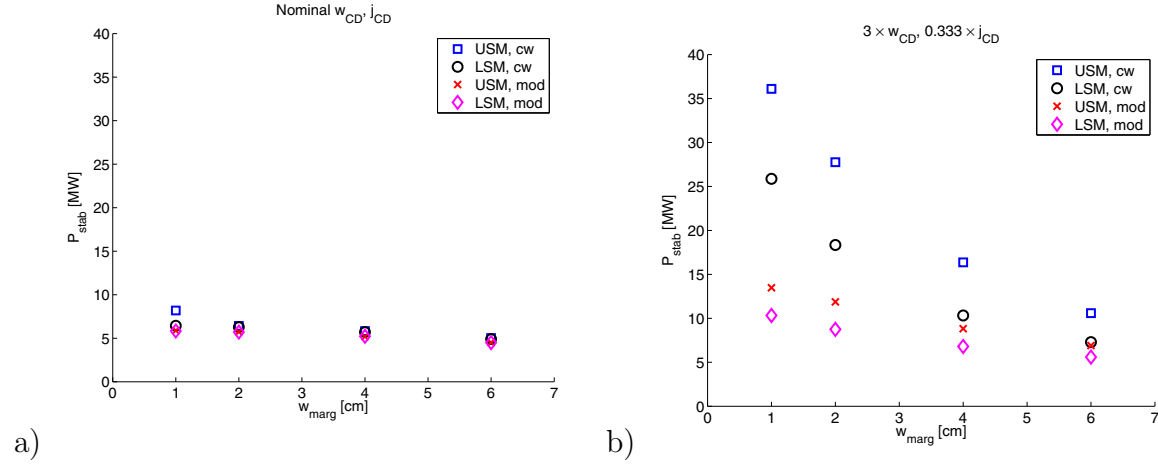 Nominal w_CD, j_CD
40
35
30
25
20
15
10
5
0
P_stab [MW]
USM, cw
LSM, cw
USM, mod
LSM, mod
0 1 2 3 4 5 6 7
w_marg [cm]
a)
3 × w_CD, 0.333 × j_CD
40
35
30
25
20
15
10
5
0
P_stab [MW]
USM, cw
LSM, cw
USM, mod
LSM, mod
0 1 2 3 4 5 6 7
w_marg [cm]
b)